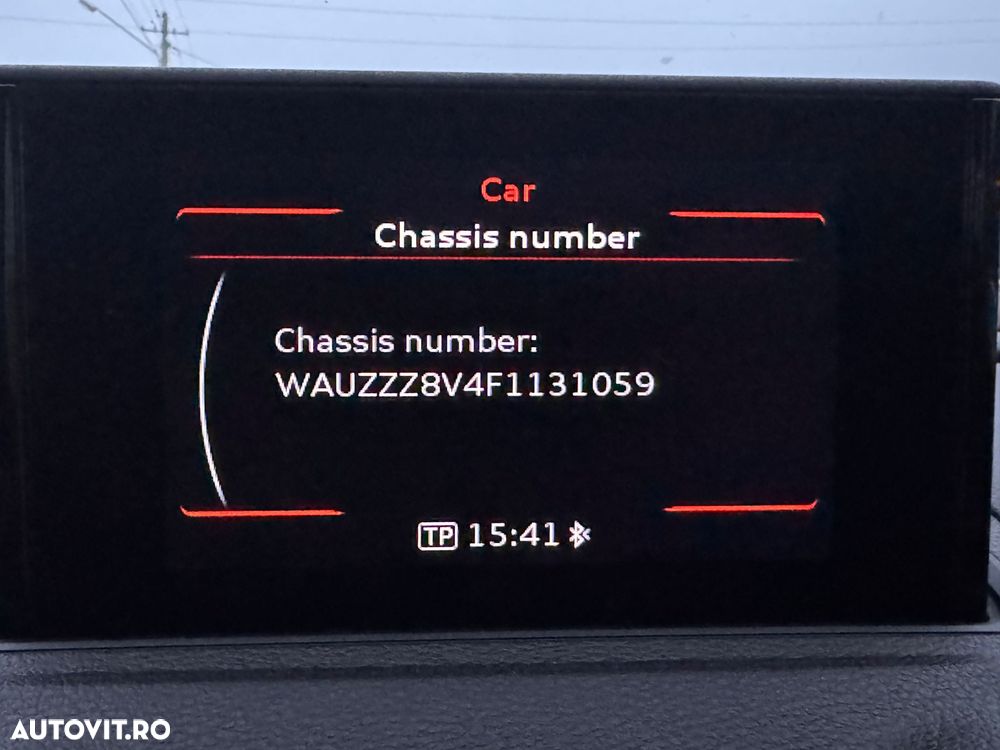 Car
Chassis number
Chassis number:
WAUZZZ8V4F1131059
TP 15:41
AUTOVIT.RO